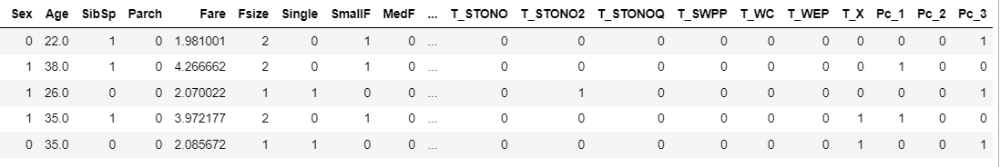 Sex Age SibSp Parch Fare Fsize Single SmallF MedF ... T_STONO T_STONO2 T_STONOQ T_SWPP T_WC T_WEP T_X Pc_1 Pc_2 Pc_3
0 22.0 1 0 1.981001 2 0 1 0 ... 0 0 0 0 0 0 0 0 0 1
1 38.0 1 0 4.266662 2 0 1 0 ... 0 0 0 0 0 0 0 1 0 0
1 26.0 0 0 2.070022 1 1 0 0 ... 0 1 0 0 0 0 0 0 0 1
1 35.0 1 0 3.972177 2 0 1 0 ... 0 0 0 0 0 0 1 1 0 0
0 35.0 0 0 2.085672 1 1 0 0 ... 0 0 0 0 0 0 1 0 0 1